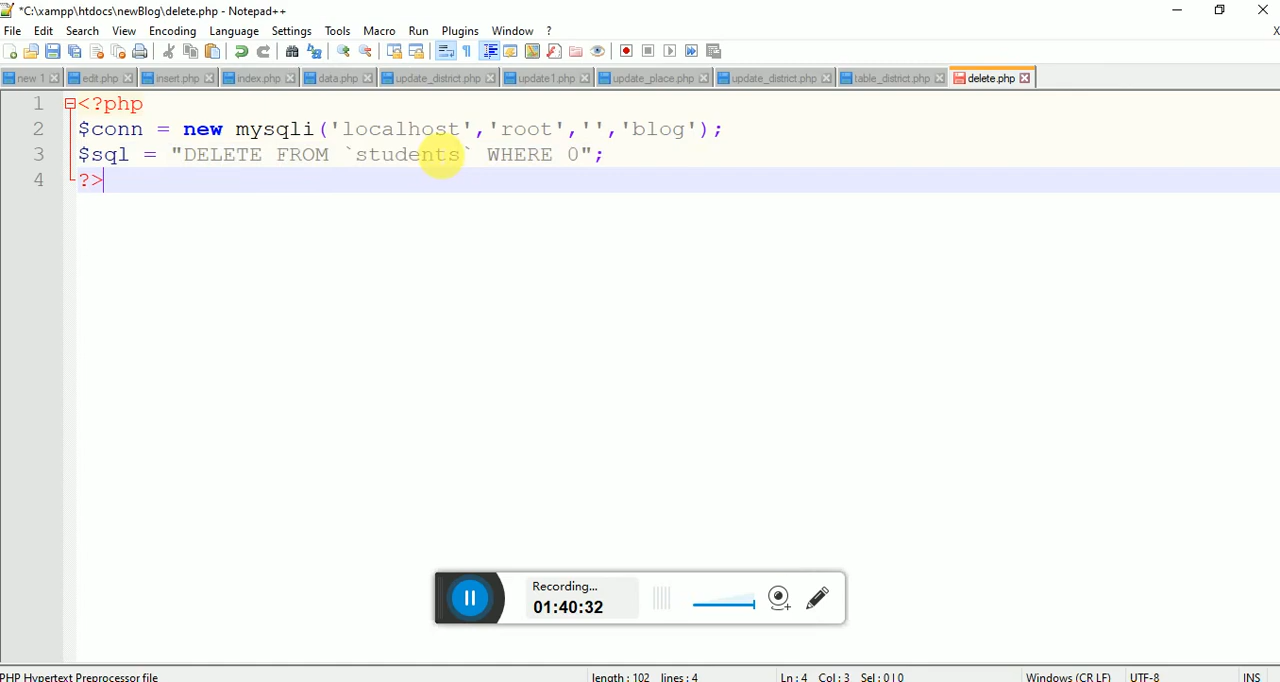 *C:\xampp\htdocs\newBlog\delete.php - Notepad++
File Edit Search View Encoding Language Settings Tools Macro Run Plugins Window ? X
new 1 edit.php insert.php index.php data.php update_district.php update1.php update_place.php update_district.php table_district.php delete.php
1 <?php
2 $conn = new mysqli('localhost','root','','blog');
3 $sql = "DELETE FROM `students` WHERE 0";
4 ?>
Recording...
01:40:32
PHP Hypertext Preprocessor file length : 102 lines : 4 Ln : 4 Col : 3 Sel : 0 | 0 Windows (CR LF) UTF-8 INS